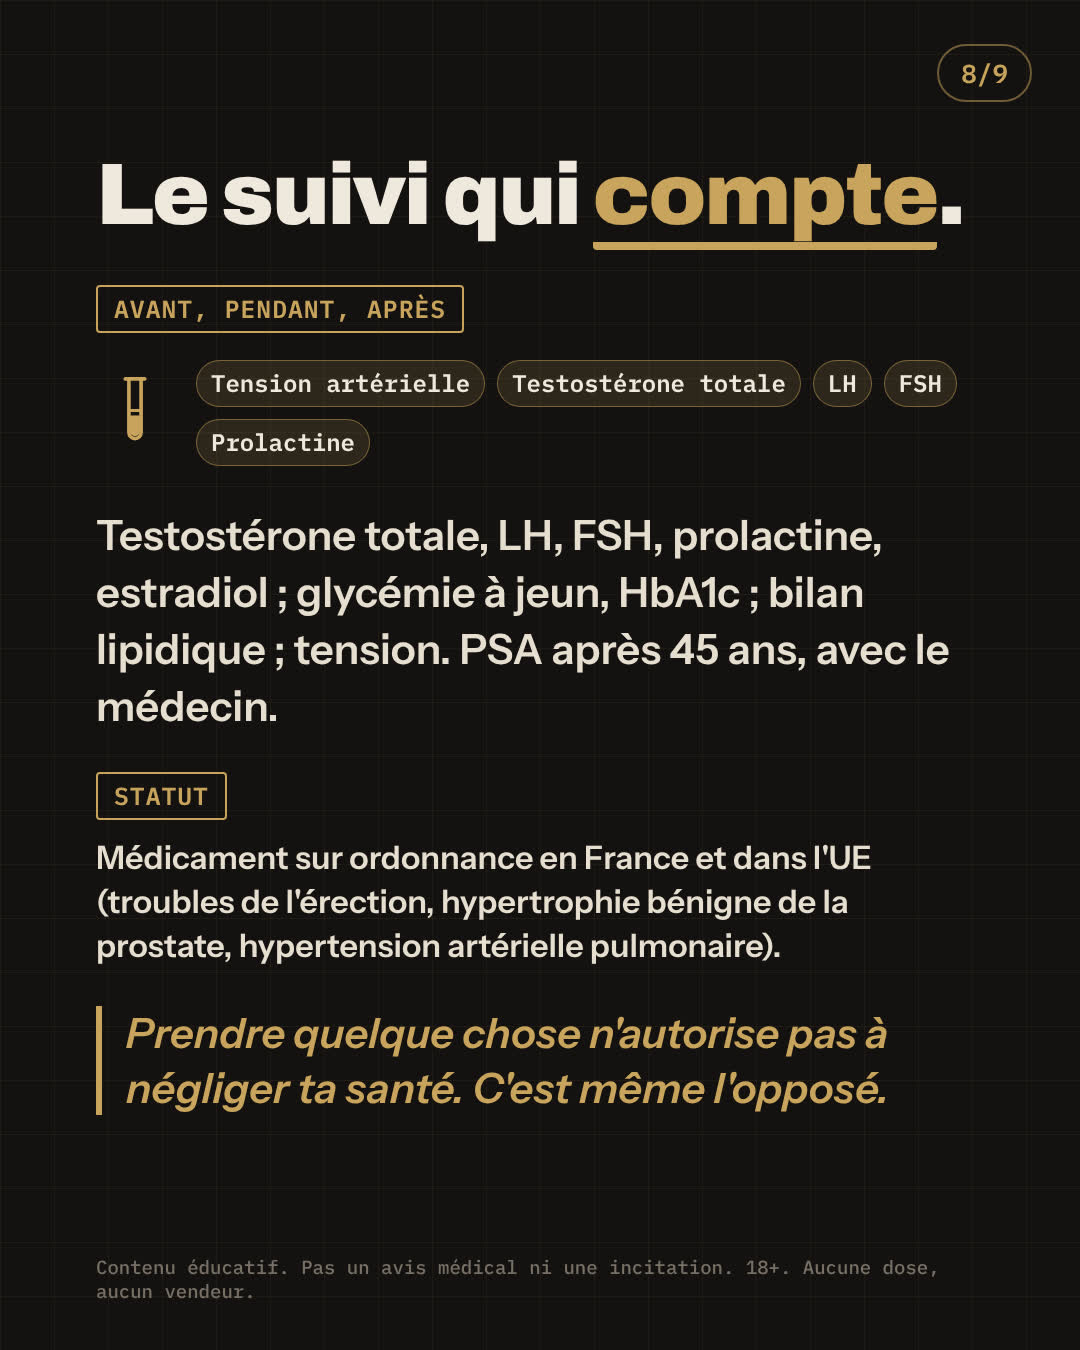 8/9
Le suivi qui compte.
AVANT, PENDANT, APRÈS
Tension artérielle Testostérone totale LH FSH
Prolactine
Testostérone totale, LH, FSH, prolactine,
estradiol ; glycémie à jeun, HbA1c ; bilan
lipidique ; tension. PSA après 45 ans, avec le
médecin.
STATUT
Médicament sur ordonnance en France et dans l'UE
(troubles de l'érection, hypertrophie bénigne de la
prostate, hypertension artérielle pulmonaire).
Prendre quelque chose n'autorise pas à
négliger ta santé. C'est même l'opposé.
Contenu éducatif. Pas un avis médical ni une incitation. 18+. Aucune dose,
aucun vendeur.